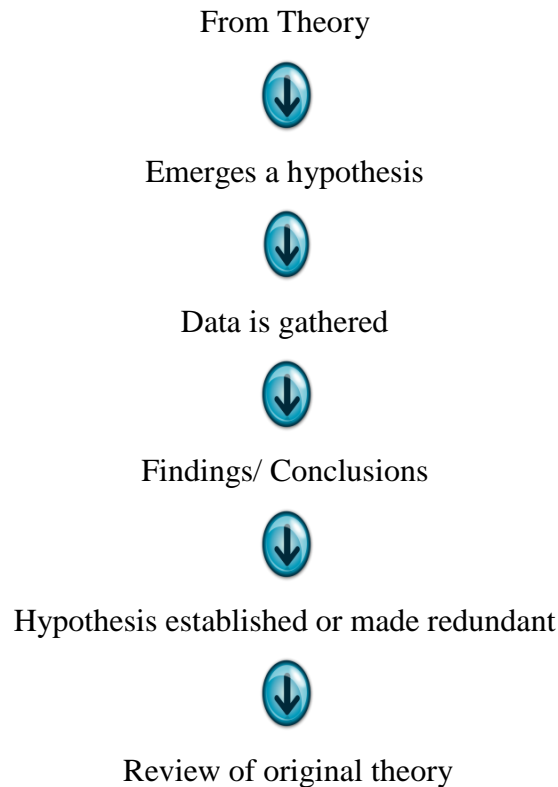 From Theory
Emerges a hypothesis
Data is gathered
Findings/ Conclusions
Hypothesis established or made redundant
Review of original theory